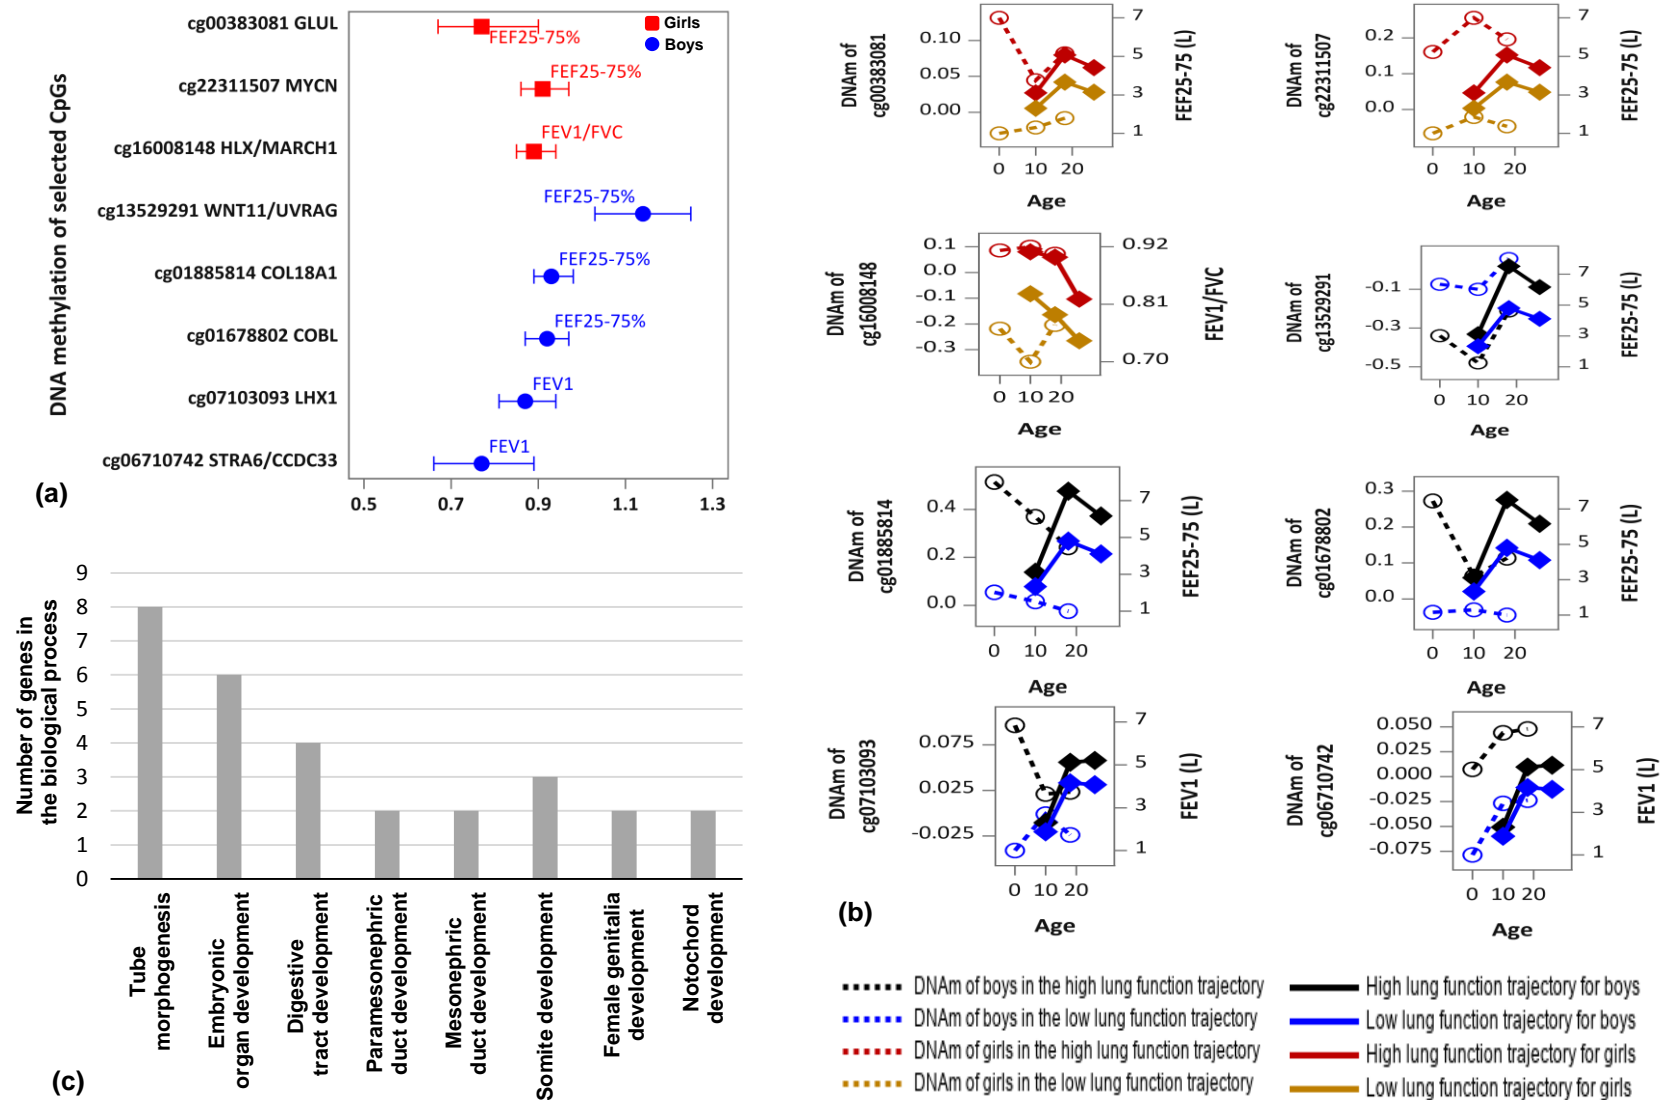 cg00383081 GLUL
cg22311507 MYCN
cg16008148 HLX/MARCH1
cg13529291 WNT11/UVRAG
cg01885814 COL18A1
cg01678802 COBL
cg07103093 LHX1
cg06710742 STRA6/CCDC33
DNA methylation of selected CpGs
Girls
Boys
FEF25-75%
FEF25-75%
FEV1/FVC
FEF25-75%
FEF25-75%
FEF25-75%
FEV1
FEV1
0.5 0.7 0.9 1.1 1.3
(a)
DNAm of
cg00383081
0.10
0.05
0.00
7
5
3
1
FEF25-75 (L)
0 10 20
Age
DNAm of
cg22311507
0.2
0.1
0.0
7
5
3
1
FEF25-75 (L)
0 10 20
Age
DNAm of
cg16008148
0.1
0.0
-0.1
-0.2
-0.3
0.92
0.81
0.70
FEV1/FVC
0 10 20
Age
DNAm of
cg13529291
-0.1
-0.3
-0.5
7
5
3
1
FEF25-75 (L)
0 10 20
Age
DNAm of
cg01885814
0.4
0.2
0.0
7
5
3
1
FEF25-75 (L)
0 10 20
Age
DNAm of
cg01678802
0.3
0.2
0.1
0.0
7
5
3
1
FEF25-75 (L)
0 10 20
Age
DNAm of
cg07103093
0.075
0.025
-0.025
7
5
3
1
FEV1 (L)
0 10 20
Age
DNAm of
cg06710742
0.050
0.025
0.000
-0.025
-0.050
-0.075
7
5
3
1
FEV1 (L)
0 10 20
Age
(b)
DNAm of boys in the high lung function trajectory
DNAm of boys in the low lung function trajectory
DNAm of girls in the high lung function trajectory
DNAm of girls in the low lung function trajectory
High lung function trajectory for boys
Low lung function trajectory for boys
High lung function trajectory for girls
Low lung function trajectory for girls
Number of genes in
the biological process
9
8
7
6
5
4
3
2
1
0
Tube
morphogenesis
Embryonic
organ development
Digestive
tract development
Paramesonephric
duct development
Mesonephric
duct development
Somite development
Female genitalia
development
Notochord
development
(c)